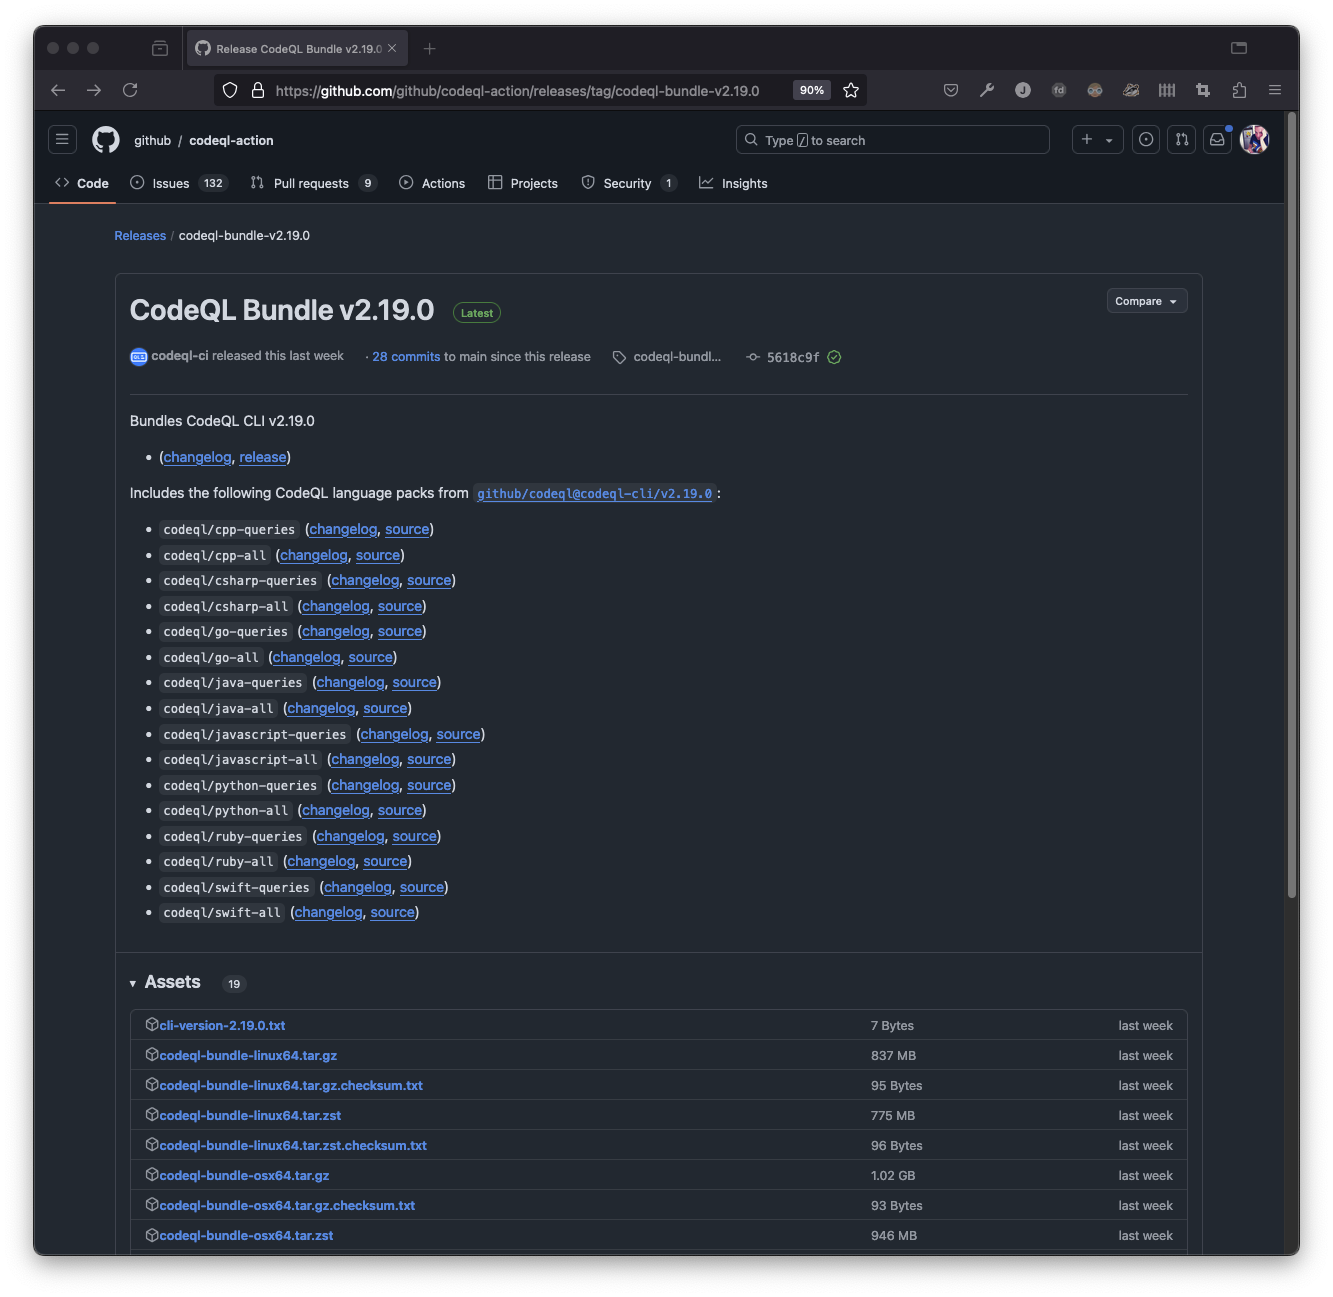 Release CodeQL Bundle v2.19.0
https://github.com/github/codeql-action/releases/tag/codeql-bundle-v2.19.0 90%
github / codeql-action
Type / to search
Code Issues 132 Pull requests 9 Actions Projects Security 1 Insights
Releases / codeql-bundle-v2.19.0
CodeQL Bundle v2.19.0 Latest
Compare
codeql-ci released this last week · 28 commits to main since this release codeql-bundl... 5618c9f
Bundles CodeQL CLI v2.19.0
• (changelog, release)
Includes the following CodeQL language packs from github/codeql@codeql-cli/v2.19.0 :
• codeql/cpp-queries (changelog, source)
• codeql/cpp-all (changelog, source)
• codeql/csharp-queries (changelog, source)
• codeql/csharp-all (changelog, source)
• codeql/go-queries (changelog, source)
• codeql/go-all (changelog, source)
• codeql/java-queries (changelog, source)
• codeql/java-all (changelog, source)
• codeql/javascript-queries (changelog, source)
• codeql/javascript-all (changelog, source)
• codeql/python-queries (changelog, source)
• codeql/python-all (changelog, source)
• codeql/ruby-queries (changelog, source)
• codeql/ruby-all (changelog, source)
• codeql/swift-queries (changelog, source)
• codeql/swift-all (changelog, source)
Assets 19
cli-version-2.19.0.txt 7 Bytes last week
codeql-bundle-linux64.tar.gz 837 MB last week
codeql-bundle-linux64.tar.gz.checksum.txt 95 Bytes last week
codeql-bundle-linux64.tar.zst 775 MB last week
codeql-bundle-linux64.tar.zst.checksum.txt 96 Bytes last week
codeql-bundle-osx64.tar.gz 1.02 GB last week
codeql-bundle-osx64.tar.gz.checksum.txt 93 Bytes last week
codeql-bundle-osx64.tar.zst 946 MB last week